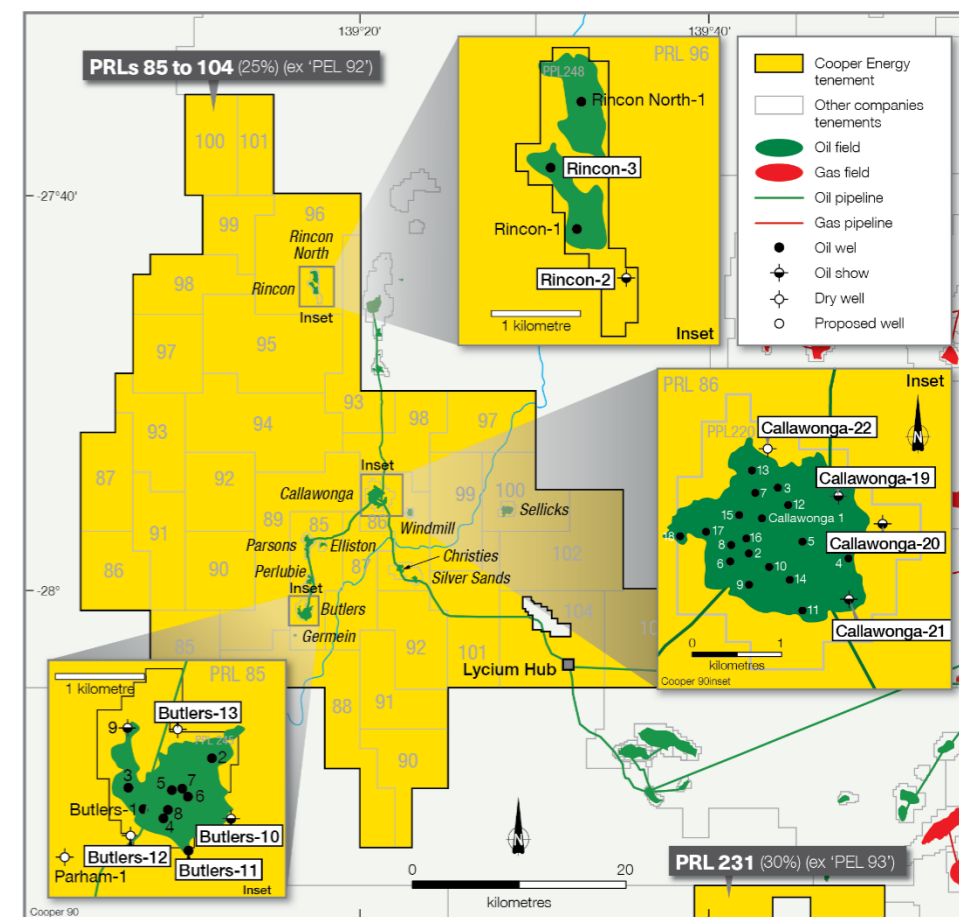 139°20'
139°40'
PRLs 85 to 104 (25%) (ex ‘PEL 92’)
-27°40'
-28°
100
101
99
96
Rincon
North
98
Rincon
Inset
97
95
93
98
97
93
94
87
92
Inset
Callawonga
99
100
Sellicks
89
85
86
Windmill
91
Parsons
Elliston
87
Christies
102
86
90
Perlubie
Silver Sands
Inset
Butlers
104
Germein
85
92
101
10
Lycium Hub
88
91
90
PRL 96
PPL248
Rincon North-1
Rincon-3
Rincon-1
Rincon-2
1 kilometre
Inset
Cooper Energy
tenement
Other companies
tenements
Oil field
Gas field
Oil pipeline
Gas pipeline
Oil wel
Oil show
Dry well
Proposed well
PRL 86
Inset
N
PPL220
Callawonga-22
13
3
7
Callawonga-19
12
15
Callawonga 1
17
18
16
5
Callawonga-20
8
2
4
6
10
14
9
11
Callawonga-21
0
1
kilometres
Cooper 90inset
PRL 85
1 kilometre
Butlers-13
9
2
3
5
7
6
Butlers-1
8
4
Butlers-10
Butlers-12
Butlers-11
Parham-1
Inset
N
0
10
20
kilometres
PRL 231 (30%) (ex ‘PEL 93’)
Cooper 90